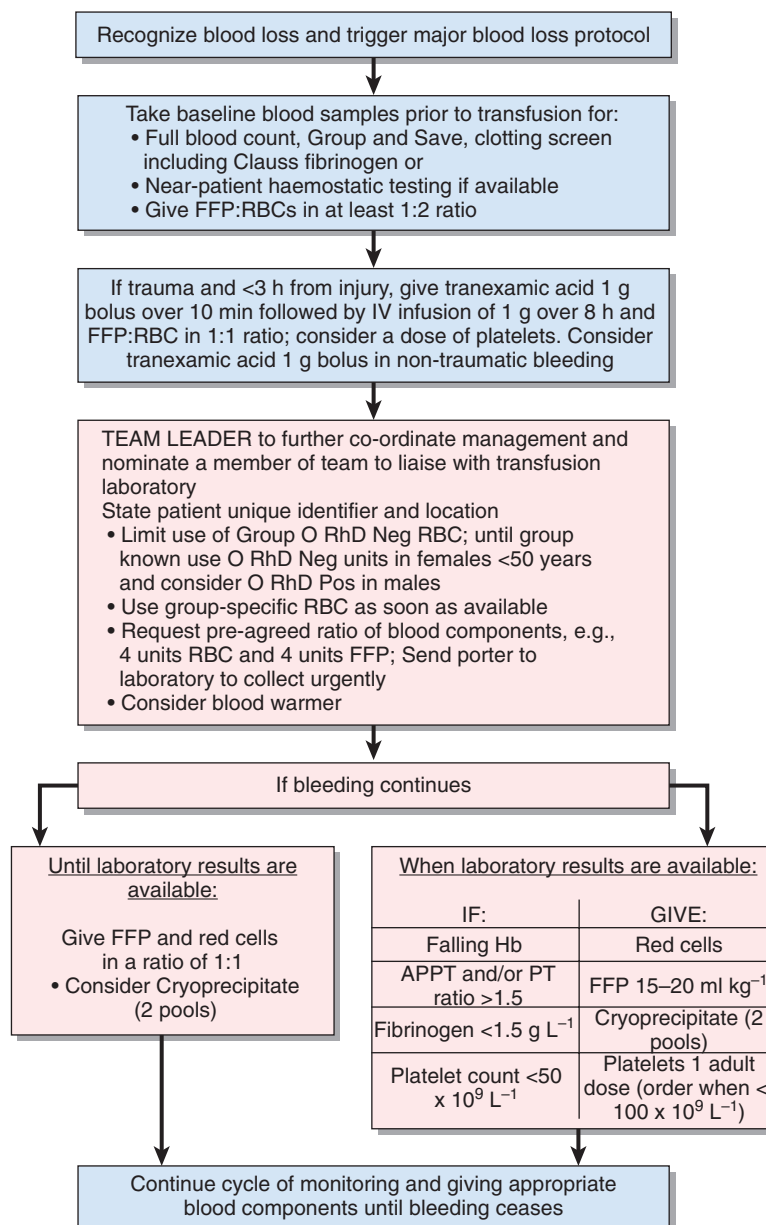 Recognize blood loss and trigger major blood loss protocol
Take baseline blood samples prior to transfusion for:
• Full blood count, Group and Save, clotting screen
including Clauss fibrinogen or
• Near-patient haemostatic testing if available
• Give FFP:RBCs in at least 1:2 ratio
If trauma and <3 h from injury, give tranexamic acid 1 g
bolus over 10 min followed by IV infusion of 1 g over 8 h and
FFP:RBC in 1:1 ratio; consider a dose of platelets. Consider
tranexamic acid 1 g bolus in non-traumatic bleeding
TEAM LEADER to further co-ordinate management and
nominate a member of team to liaise with transfusion
laboratory
State patient unique identifier and location
• Limit use of Group O RhD Neg RBC; until group
known use O RhD Neg units in females <50 years
and consider O RhD Pos in males
• Use group-specific RBC as soon as available
• Request pre-agreed ratio of blood components, e.g.,
4 units RBC and 4 units FFP; Send porter to
laboratory to collect urgently
• Consider blood warmer
If bleeding continues
Until laboratory results are
available:
Give FFP and red cells
in a ratio of 1:1
• Consider Cryoprecipitate
(2 pools)
When laboratory results are available:
IF:
GIVE:
Falling Hb
Red cells
APPT and/or PT
ratio >1.5
FFP 15–20 ml kg⁻¹
Fibrinogen <1.5 g L⁻¹
Cryoprecipitate (2
pools)
Platelet count <50
x 10⁹ L⁻¹
Platelets 1 adult
dose (order when <
100 x 10⁹ L⁻¹)
Continue cycle of monitoring and giving appropriate
blood components until bleeding ceases